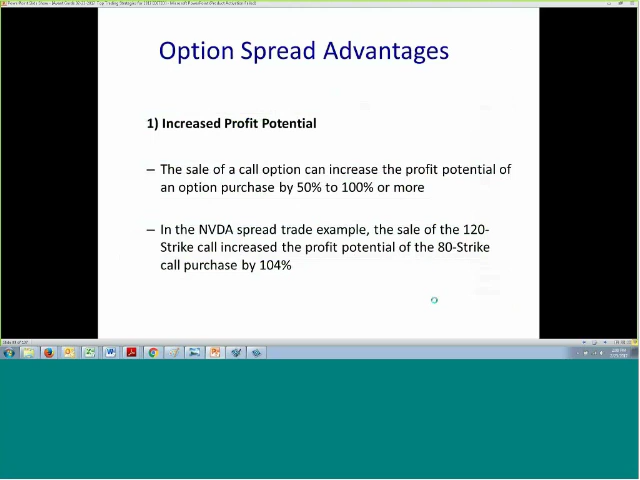 Option Spread Advantages
1) Increased Profit Potential
– The sale of a call option can increase the profit potential of
an option purchase by 50% to 100% or more
– In the NVDA spread trade example, the sale of the 120-
Strike call increased the profit potential of the 80-Strike
call purchase by 104%